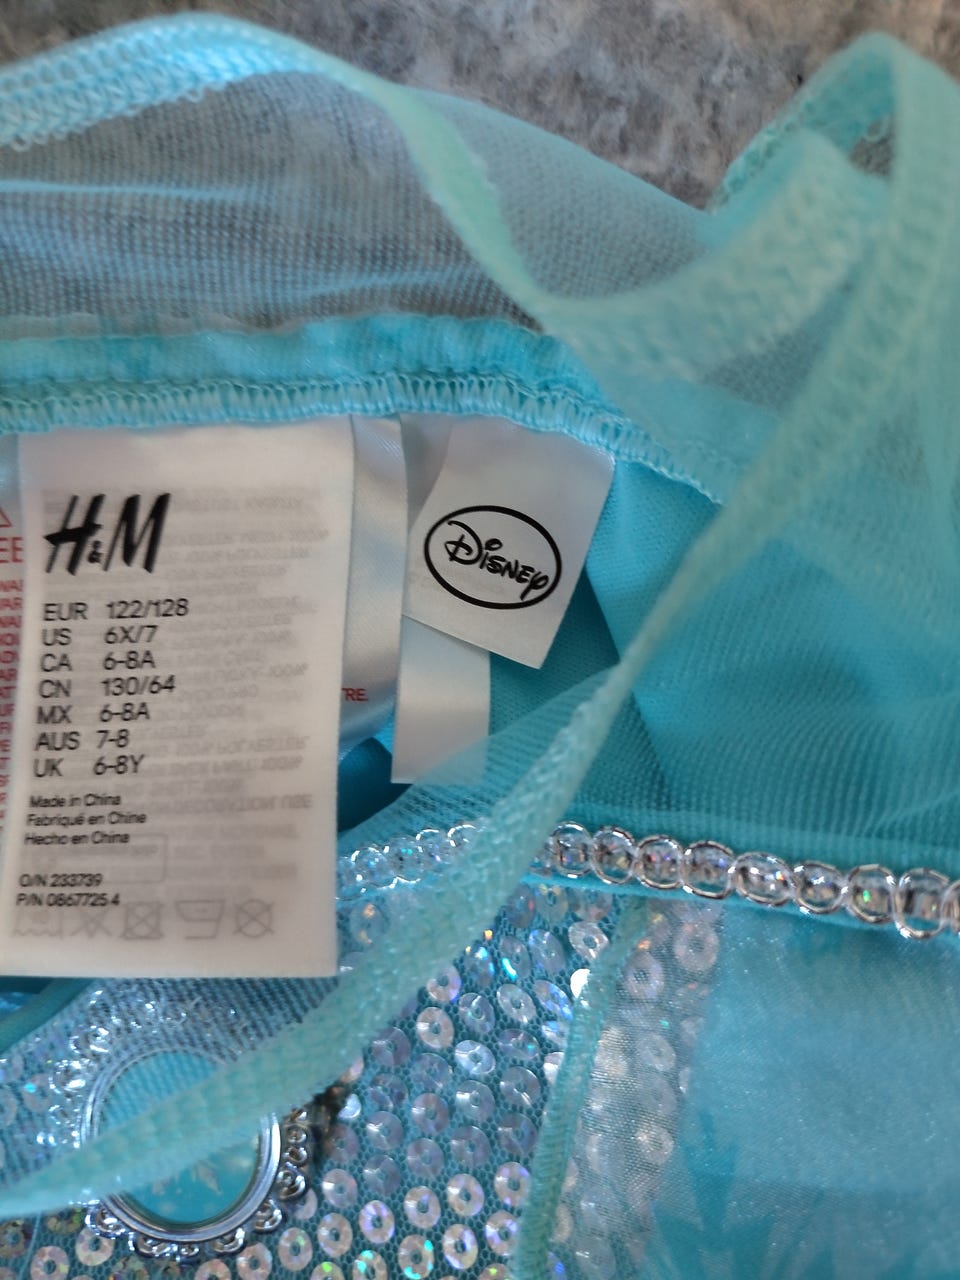 H&M
EUR 122/128
US 6X/7
CA 6-8A
CN 130/64
MX 6-8A
AUS 7-8
UK 6-8Y
Made in China
Fabriqué en Chine
Hecho en China
O/N 233739
P/N 0867725 4
Disney
TRE.